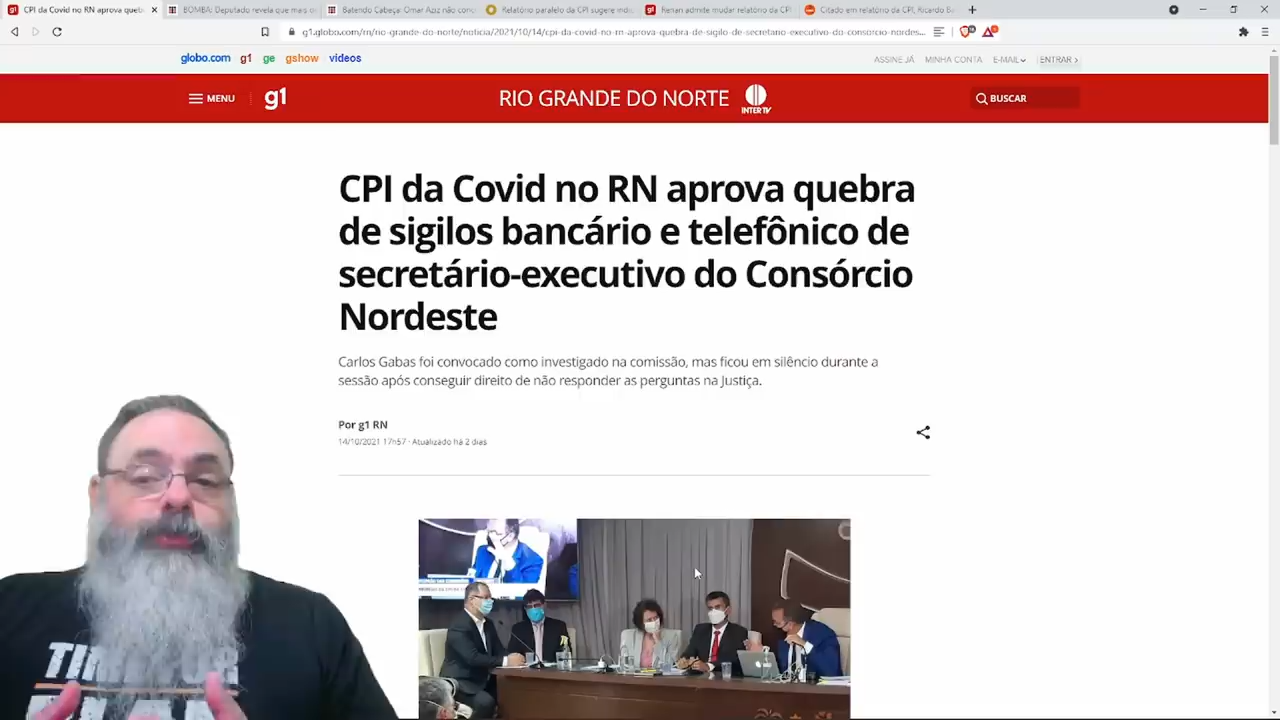 CPI da Covid no RN aprova queb
BOMBA: Deputado revela que mais o
Batendo Cabeça: Omar Aziz não conc
Relatório paralelo da CPI sugere indi
Renan admite mudar relatório da CPI
Citado em relatório da CPI, Ricardo Ba
g1.globo.com/rn/rio-grande-do-norte/noticia/2021/10/14/cpi-da-covid-no-rn-aprova-quebra-de-sigilo-de-secretario-executivo-do-consorcio-nordes...
globo.com g1 ge gshow vídeos
ASSINE JÁ MINHA CONTA E-MAIL ENTRAR
MENU g1
RIO GRANDE DO NORTE
INTER TV
BUSCAR
CPI da Covid no RN aprova quebra
de sigilos bancário e telefônico de
secretário-executivo do Consórcio
Nordeste
Carlos Gabas foi convocado como investigado na comissão, mas ficou em silêncio durante a
sessão após conseguir direito de não responder as perguntas na Justiça.
Por g1 RN
14/10/2021 17h57 · Atualizado há 2 dias